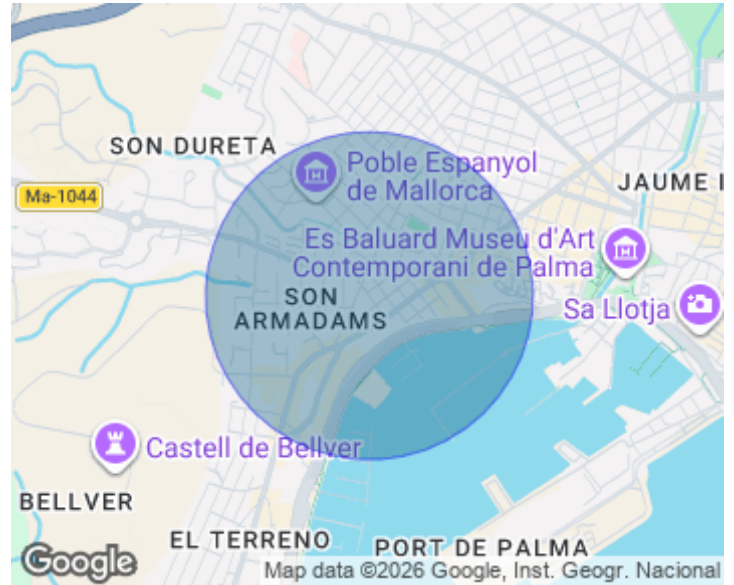 SON DURETA
Poble Espanyol
de Mallorca
JAUME I
Ma-1044
Es Baluard Museu d'Art
Contemporani de Palma
SON
ARMADAMS
Sa Llotja
Castell de Bellver
BELLVER
EL TERRENO
PORT DE PALMA
Google
Map data ©2026 Google, Inst. Geogr. Nacional